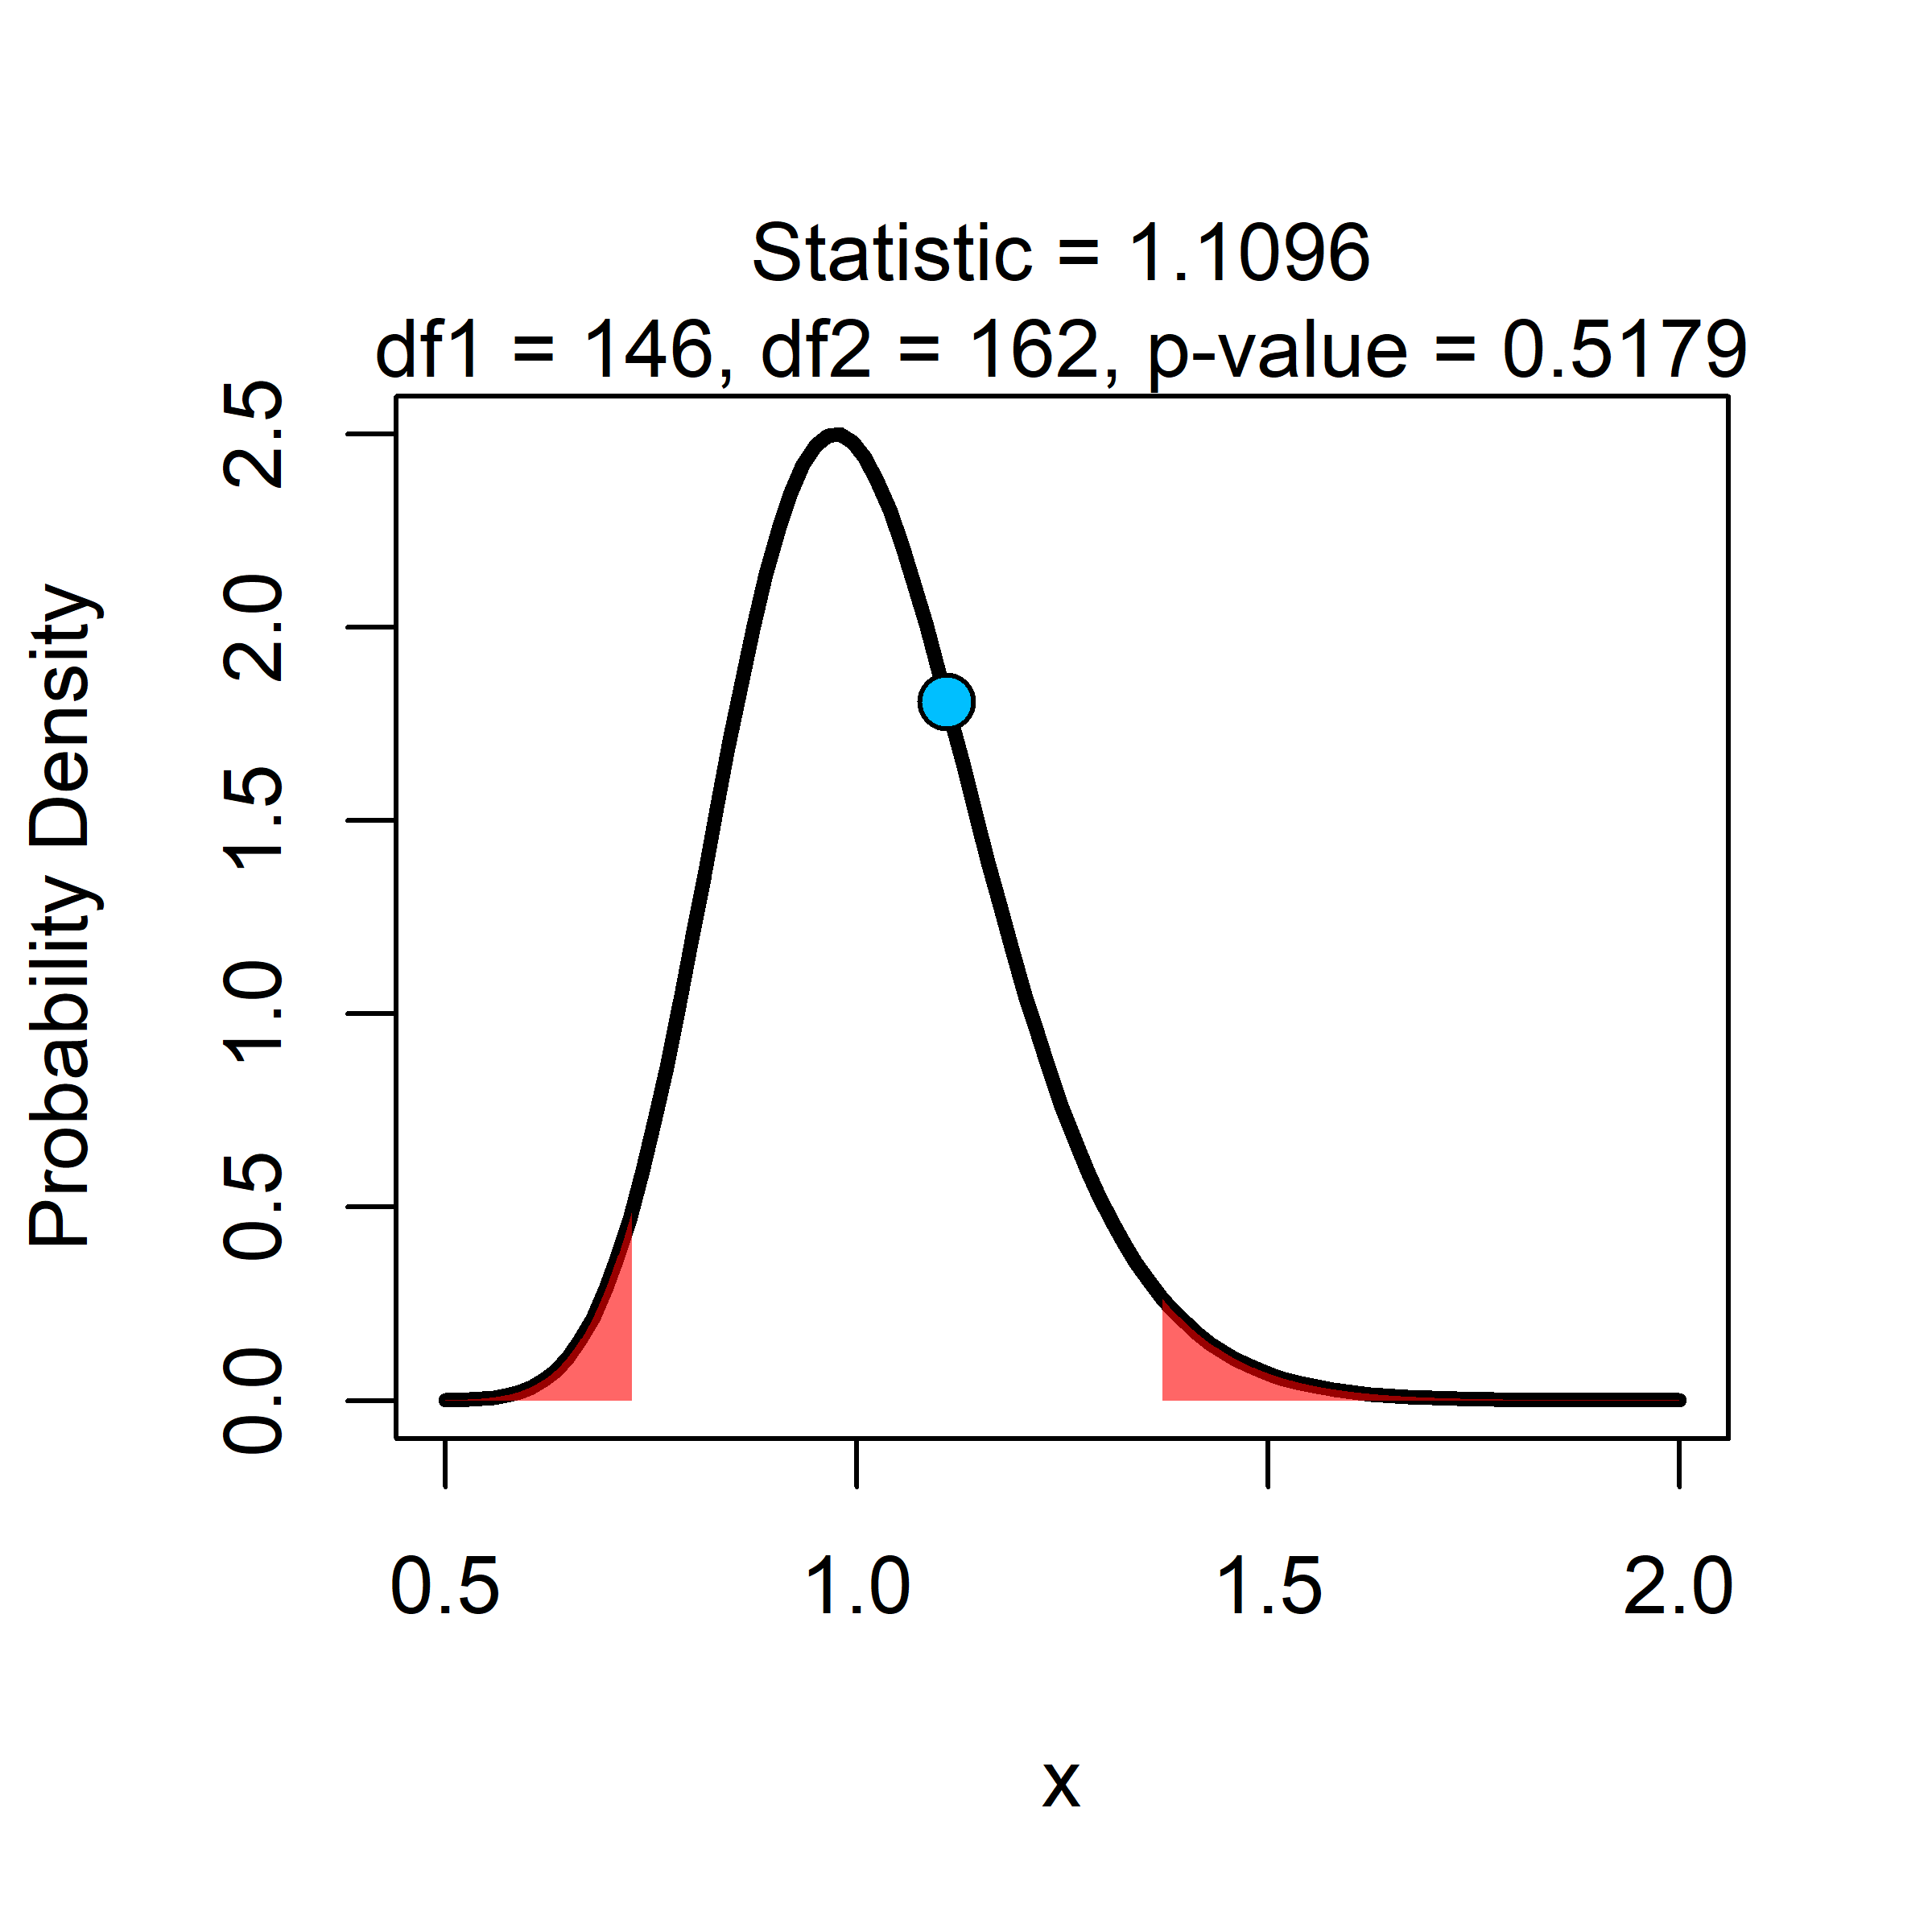 Statistic = 1.1096
df1 = 146, df2 = 162, p-value = 0.5179
Probability Density
2.5
2.0
1.5
1.0
0.5
0.0
0.5 1.0 1.5 2.0
x